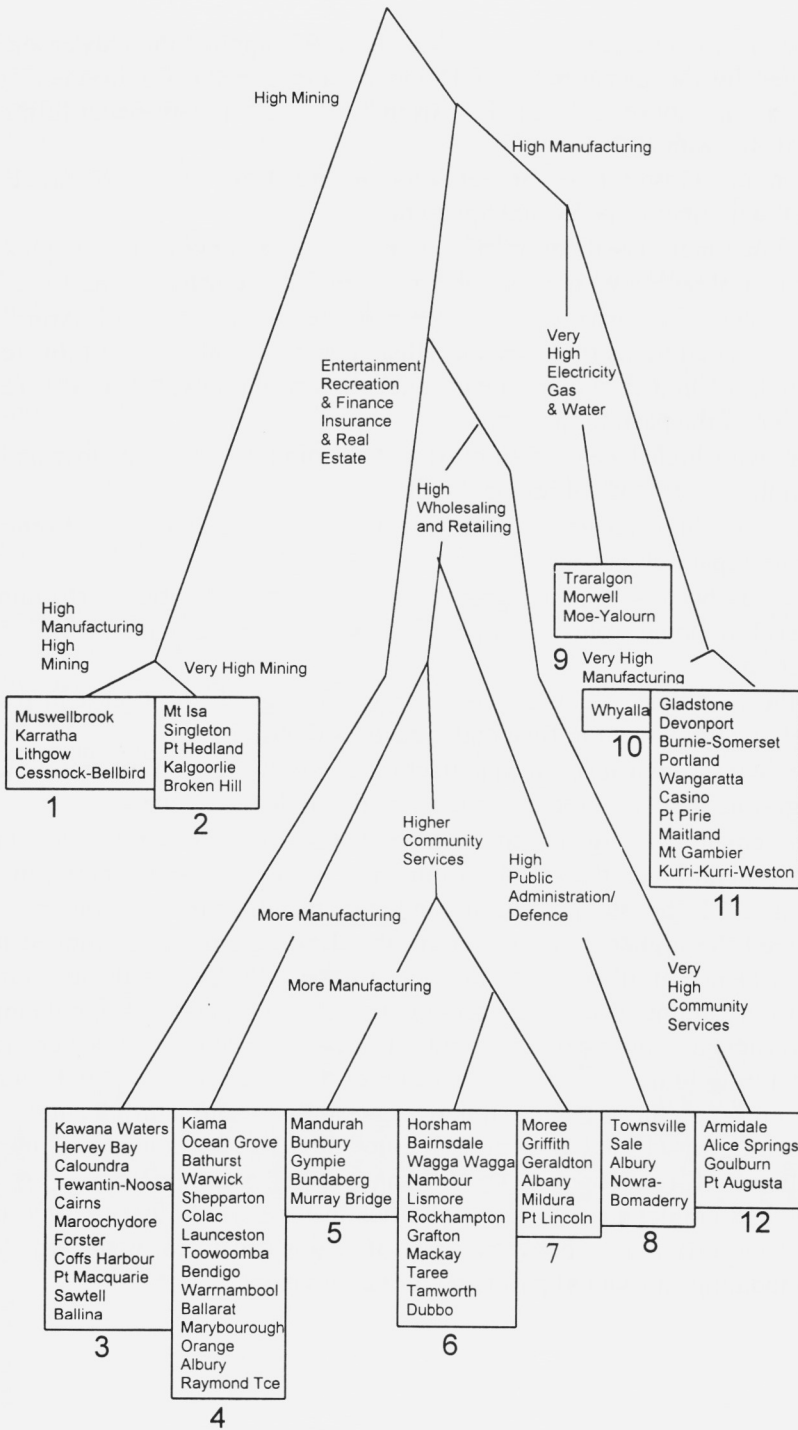 High Mining
High Manufacturing
Entertainment
Recreation
& Finance
Insurance
& Real
Estate
Very
High
Electricity
Gas
& Water
High
Wholesaling
and Retailing
High
Manufacturing
High
Mining
Very High Mining
Muswellbrook
Karratha
Lithgow
Cessnock-Bellbird
1
Mt Isa
Singleton
Pt Hedland
Kalgoorlie
Broken Hill
2
Traralgon
Morwell
Moe-Yalourn
9
Very High
Manufacturing
Whyalla
10
Gladstone
Devonport
Burnie-Somerset
Portland
Wangaratta
Casino
Pt Pirie
Maitland
Mt Gambier
Kurri-Kurri-Weston
11
Higher
Community
Services
High
Public
Administration/
Defence
More Manufacturing
More Manufacturing
Very
High
Community
Services
Kawana Waters
Hervey Bay
Caloundra
Tewantin-Noosa
Cairns
Maroochydore
Forster
Coffs Harbour
Pt Macquarie
Sawtell
Ballina
3
Kiama
Ocean Grove
Bathurst
Warwick
Shepparton
Colac
Launceston
Toowoomba
Bendigo
Warrnambool
Ballarat
Marybourough
Orange
Albury
Raymond Tce
4
Mandurah
Bunbury
Gympie
Bundaberg
Murray Bridge
5
Horsham
Bairnsdale
Wagga Wagga
Nambour
Lismore
Rockhampton
Grafton
Mackay
Taree
Tamworth
Dubbo
6
Moree
Griffith
Geraldton
Albany
Mildura
Pt Lincoln
7
Townsville
Sale
Albury
Nowra-
Bomaderry
8
Armidale
Alice Springs
Goulburn
Pt Augusta
12